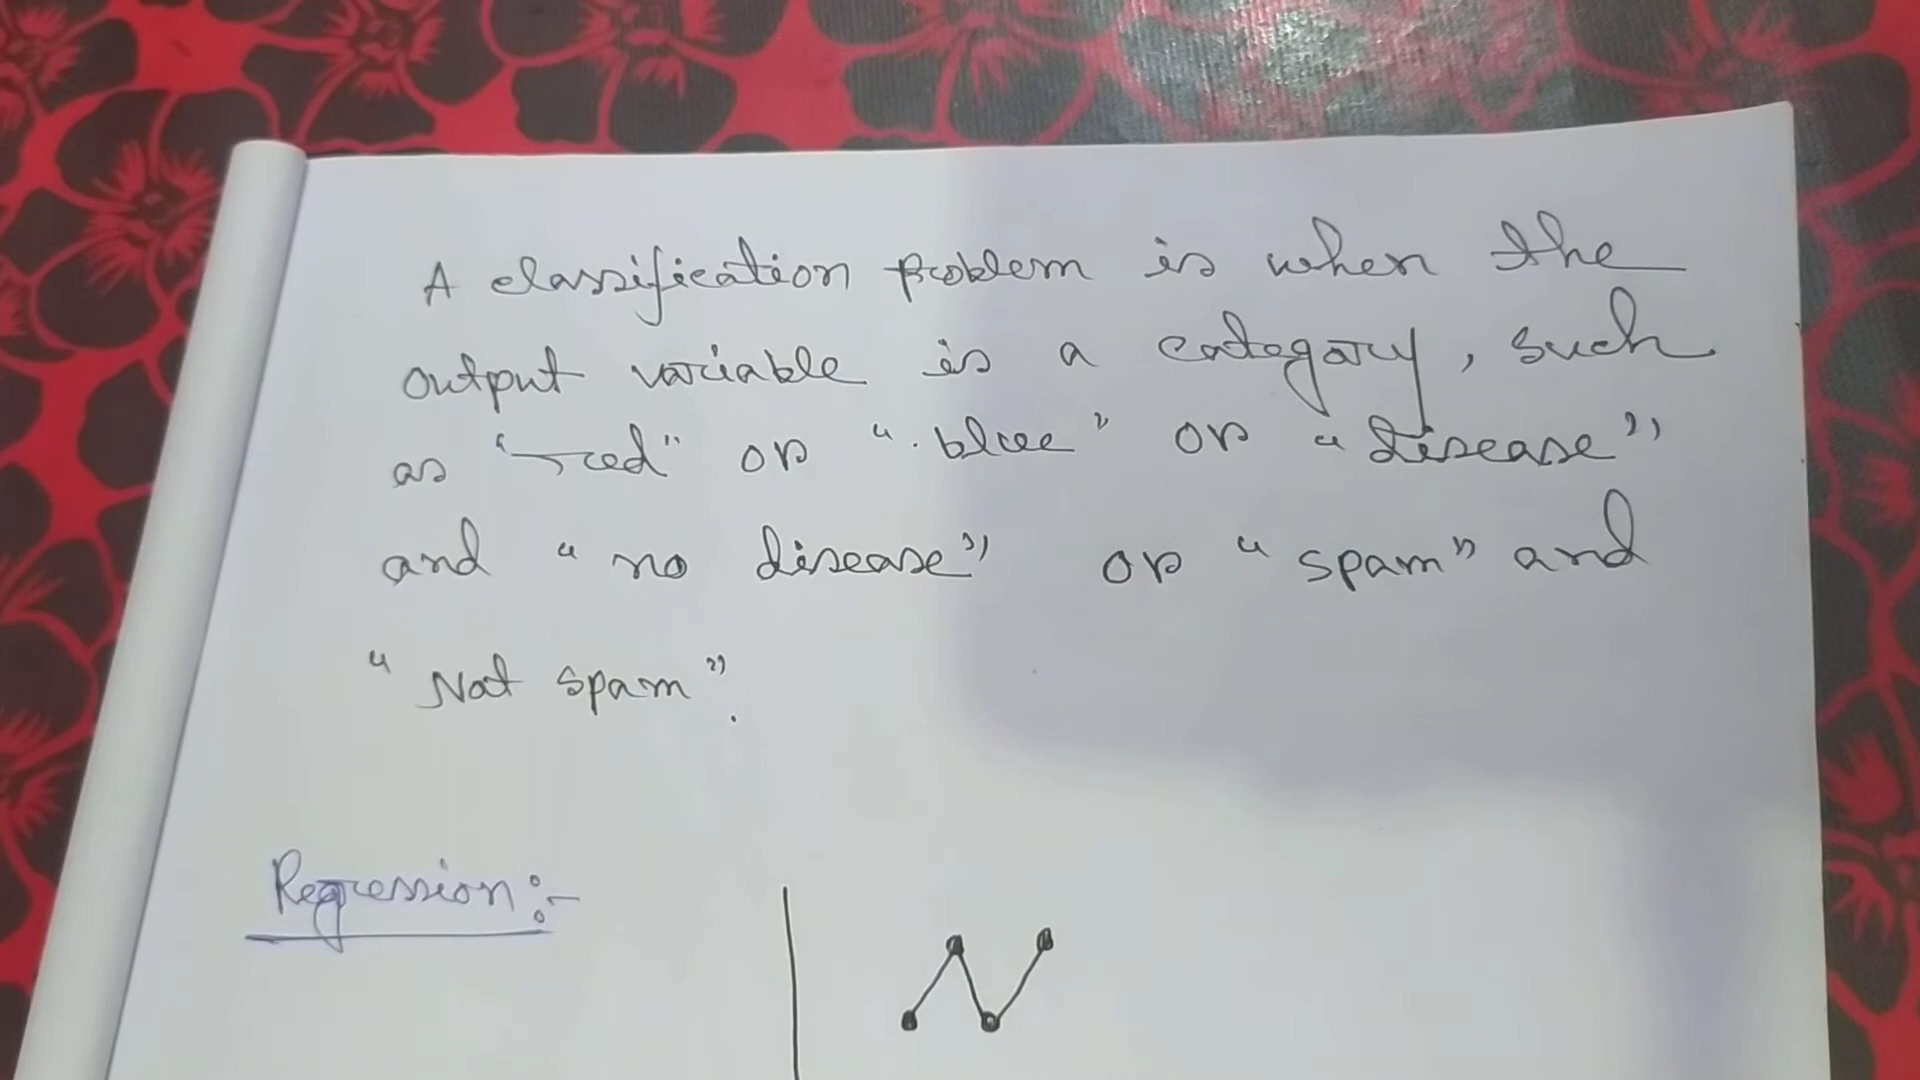 A classification problem is when the
output variable is a category, such
as "red" or "blue" or "disease"
and "no disease" or "spam" and
"Not spam".
Regression:-